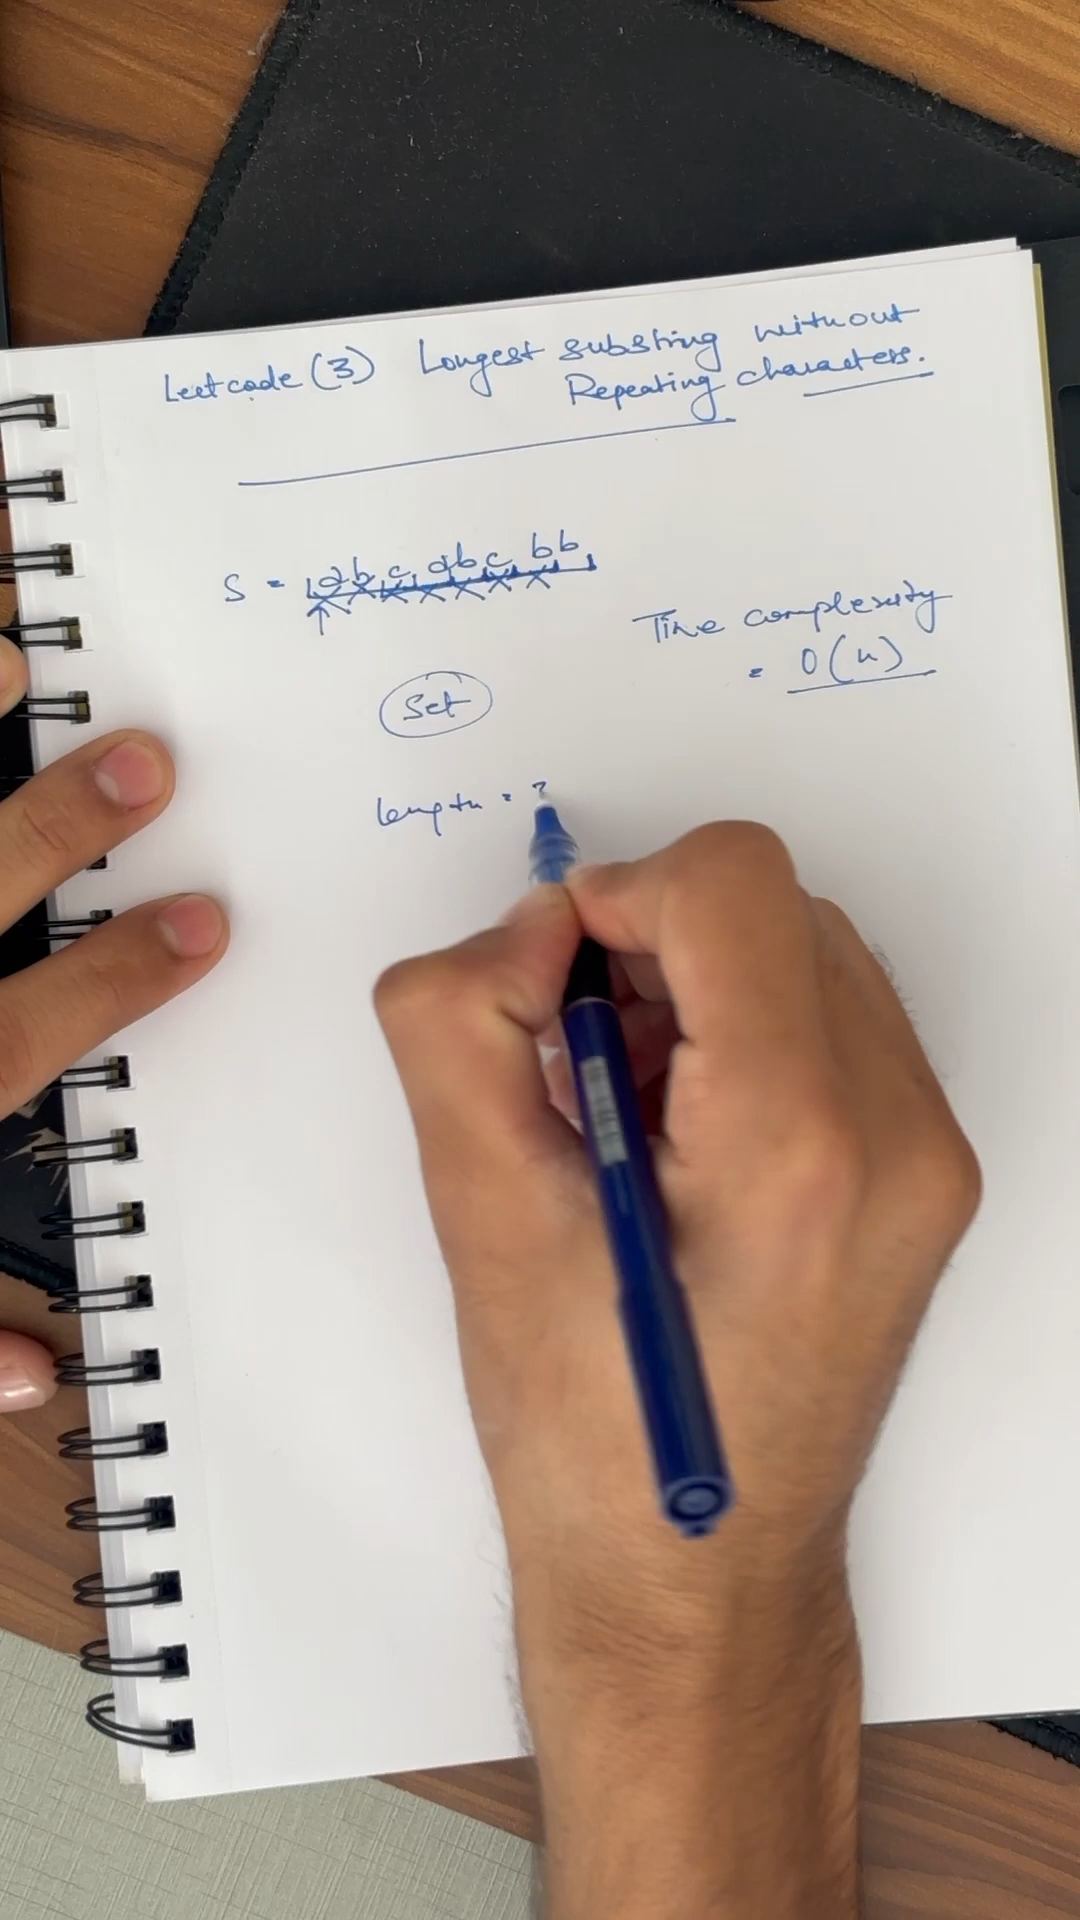 Leetcode (3) Longest substring without
Repeating characters.
S = abcabcbb
Time complexity
= O(n)
Set
length = 3